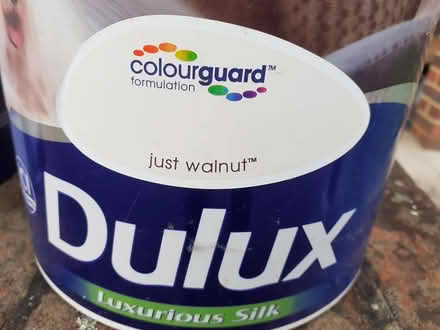 colourguard™
formulation
just walnut™
Dulux
Luxurious Silk